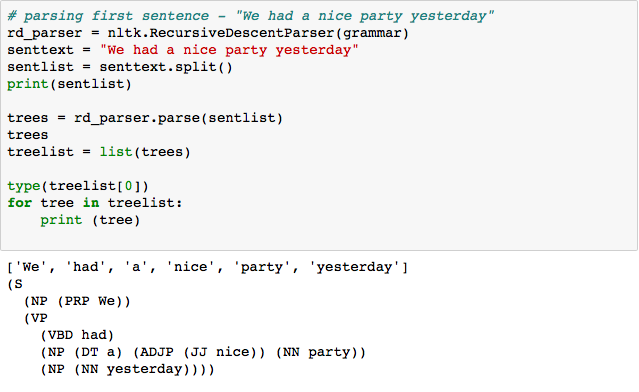 # parsing first sentence - "We had a nice party yesterday"
rd_parser = nltk.RecursiveDescentParser(grammar)
senttext = "We had a nice party yesterday"
sentlist = senttext.split()
print(sentlist)

trees = rd_parser.parse(sentlist)
trees
treelist = list(trees)

type(treelist[0])
for tree in treelist:
    print (tree)

['We', 'had', 'a', 'nice', 'party', 'yesterday']
(S
  (NP (PRP We))
  (VP
    (VBD had)
    (NP (DT a) (ADJP (JJ nice)) (NN party))
    (NP (NN yesterday))))